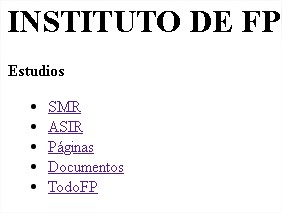 INSTITUTO DE FP
Estudios
SMR
ASIR
Páginas
Documentos
TodoFP